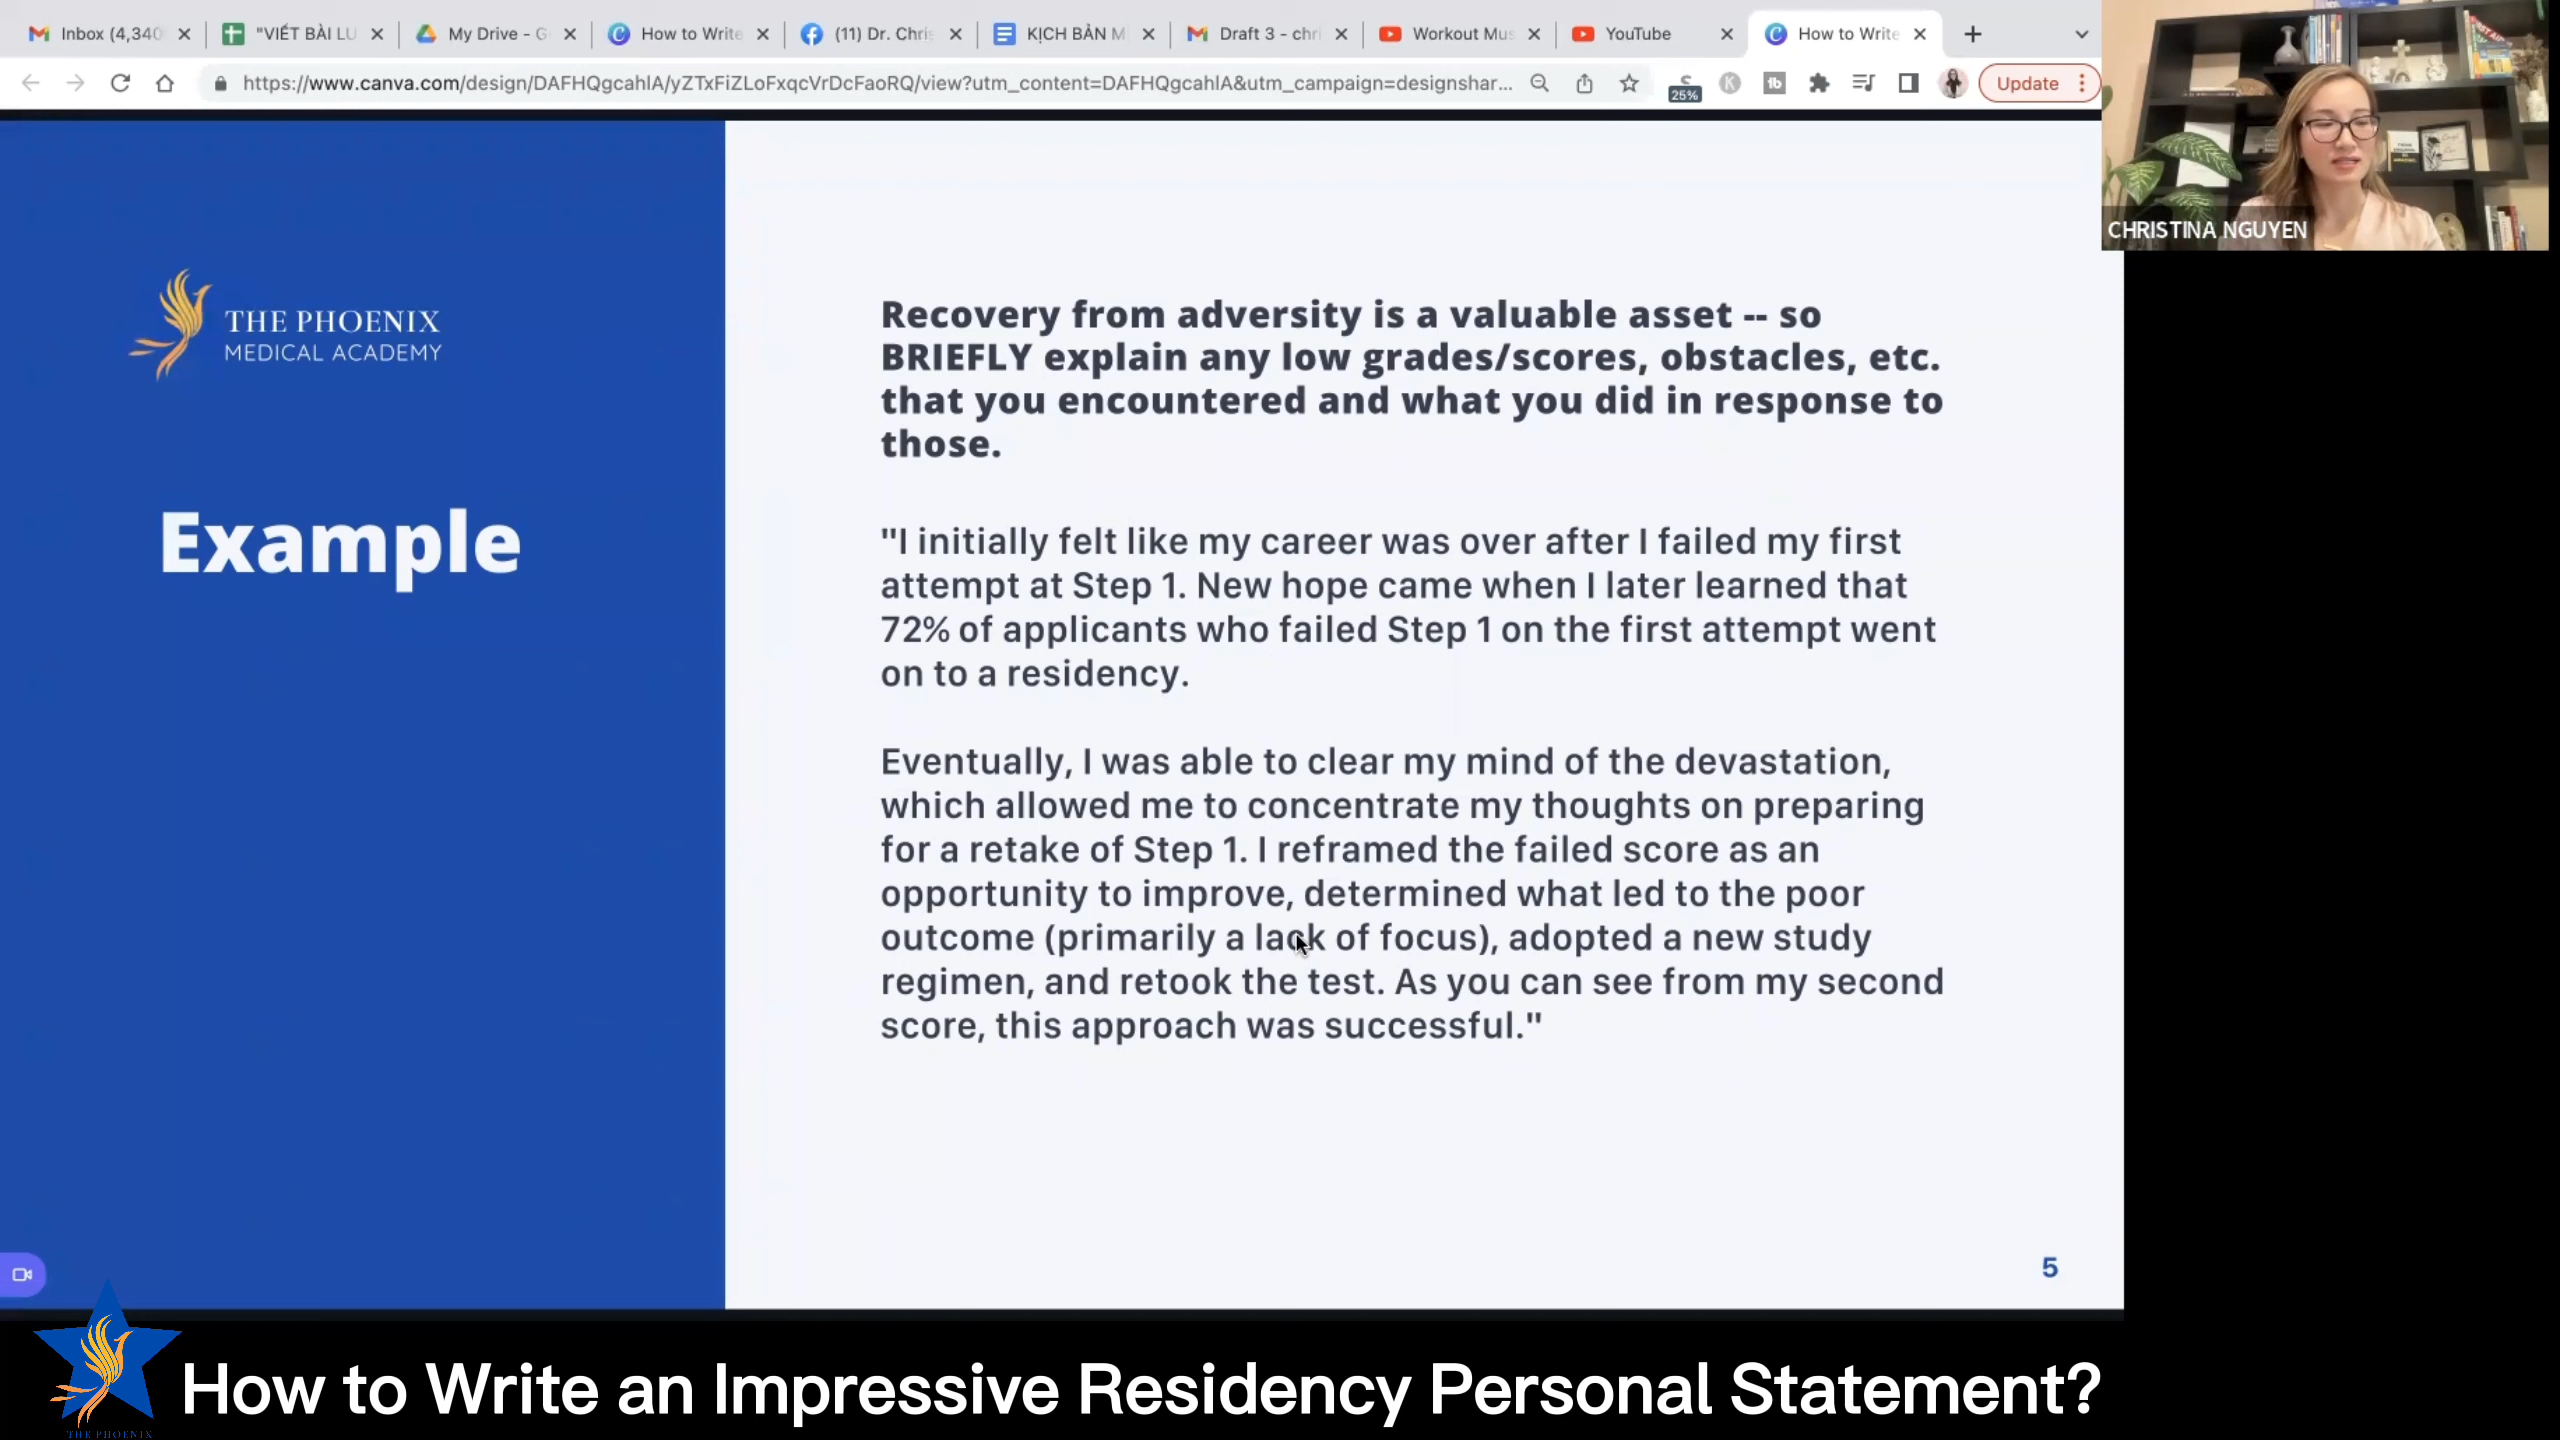 Inbox (4,340
"VIẾT BÀI LU
My Drive - G
How to Write
(11) Dr. Chris
KỊCH BẢN M
Draft 3 - chri
Workout Mus
YouTube
How to Write
https://www.canva.com/design/DAFHQgcahlA/yZTxFiZLoFxqcVrDcFaoRQ/view?utm_content=DAFHQgcahlA&utm_campaign=designshar...
25%
Update
CHRISTINA NGUYEN
THE PHOENIX
MEDICAL ACADEMY
Example
Recovery from adversity is a valuable asset -- so
BRIEFLY explain any low grades/scores, obstacles, etc.
that you encountered and what you did in response to
those.
"I initially felt like my career was over after I failed my first
attempt at Step 1. New hope came when I later learned that
72% of applicants who failed Step 1 on the first attempt went
on to a residency.
Eventually, I was able to clear my mind of the devastation,
which allowed me to concentrate my thoughts on preparing
for a retake of Step 1. I reframed the failed score as an
opportunity to improve, determined what led to the poor
outcome (primarily a lack of focus), adopted a new study
regimen, and retook the test. As you can see from my second
score, this approach was successful."
5
How to Write an Impressive Residency Personal Statement?
THE PHOENIX